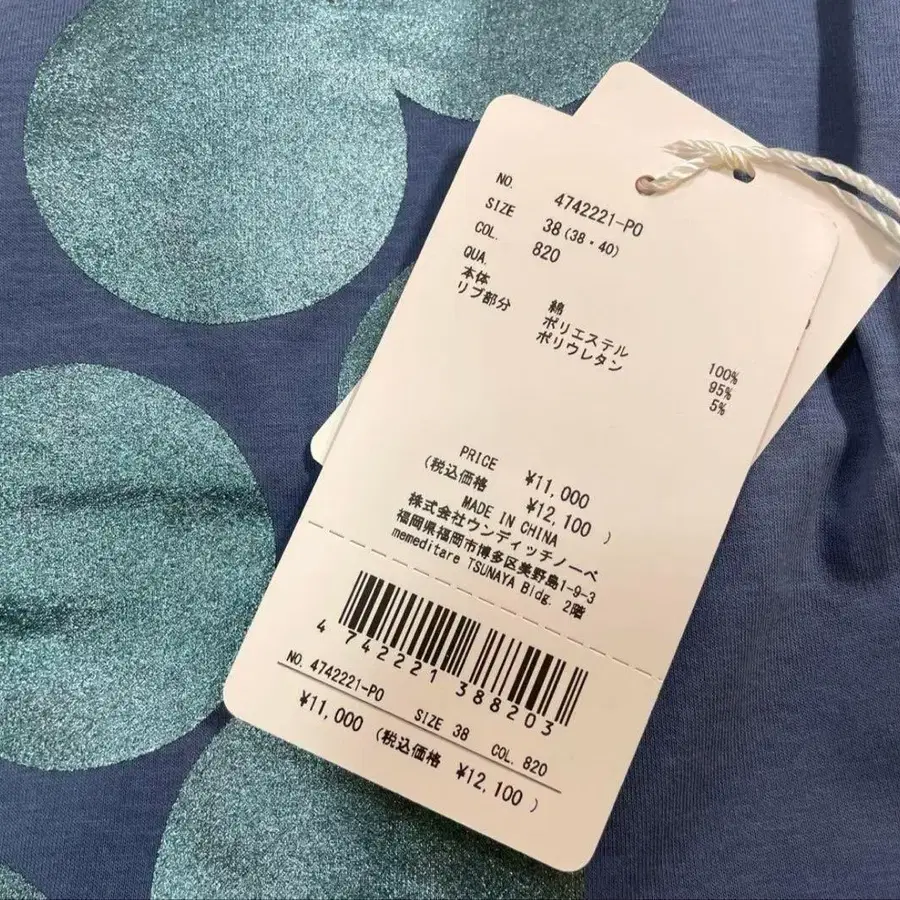 NO. 4742221-PO
SIZE 38(38・40)
COL. 820
QUA.
本体 綿 100%
リブ部分 ポリエステル 95%
ポリウレタン 5%
PRICE ¥11,000
(税込価格 ¥12,100 )
MADE IN CHINA
株式会社ウンディッチノーベ
福岡県福岡市博多区美野島1-9-3
memeditare TSUNAYA Bldg. 2階
4 742221 388203
NO. 4742221-PO SIZE 38 COL. 820
¥11,000 (税込価格 ¥12,100 )